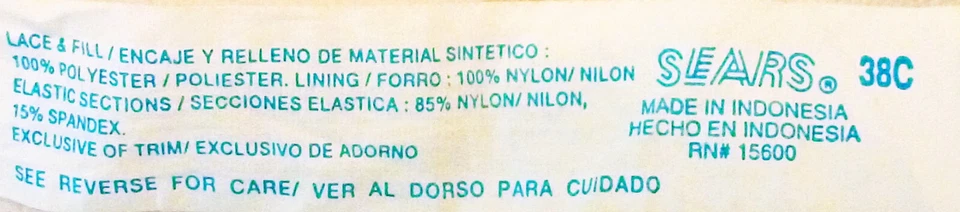 LACE & FILL / ENCAJE Y RELLENO DE MATERIAL SINTETICO :
100% POLYESTER / POLIESTER. LINING / FORRO : 100% NYLON/ NILON
ELASTIC SECTIONS / SECCIONES ELASTICA : 85% NYLON/ NILON,
15% SPANDEX.
EXCLUSIVE OF TRIM/ EXCLUSIVO DE ADORNO
SEE REVERSE FOR CARE/ VER AL DORSO PARA CUIDADO
SEARS® 38C
MADE IN INDONESIA
HECHO EN INDONESIA
RN# 15600